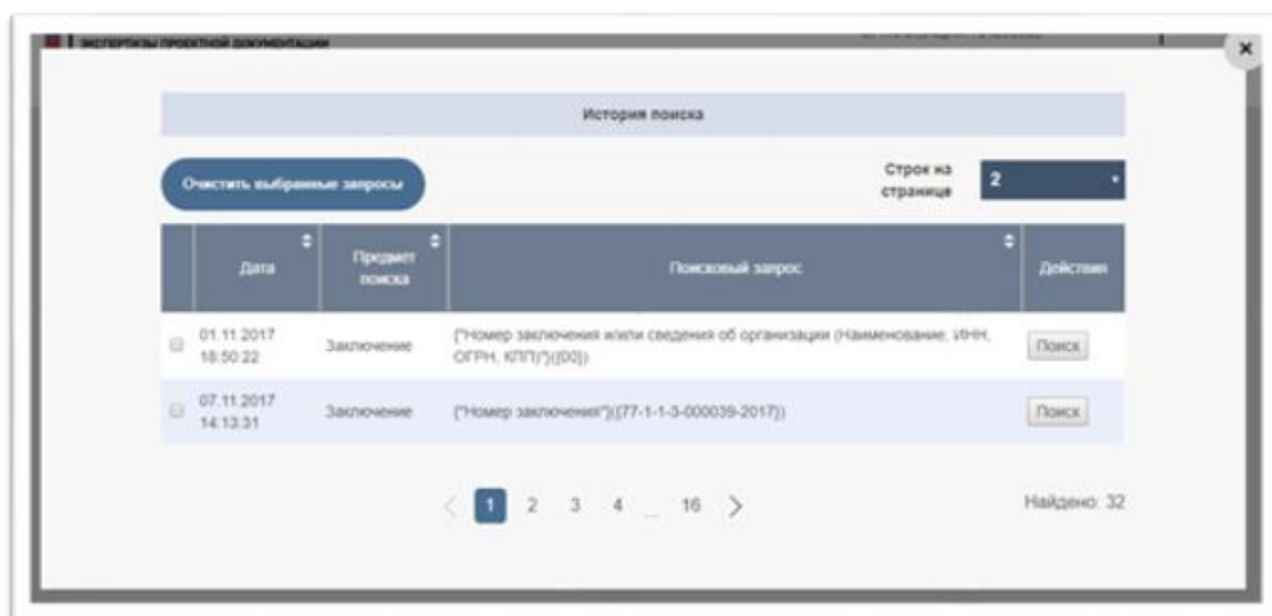 ЭКСПЕРТИЗЫ ПРОЕКТНОЙ ДОКУМЕНТАЦИИ
×
История поиска
Очистить выбранные запросы
Строк на
странице
2
Дата
Предмет
поиска
Поисковый запрос
Действия
01.11.2017
18:50:22
Заключение
{"Номер заключения и/или сведения об организации (Наименование, ИНН,
ОГРН, КПП)"}({00})
Поиск
07.11.2017
14:13:31
Заключение
{"Номер заключения"}({77-1-1-3-000039-2017})
Поиск
< 1 2 3 4 ... 16 >
Найдено: 32